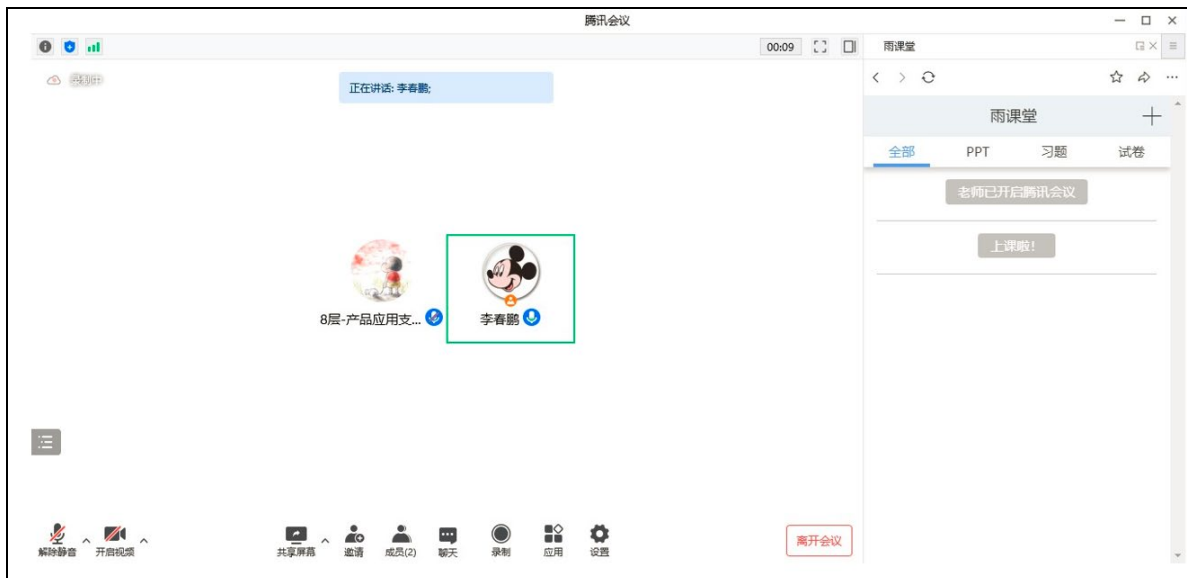 腾讯会议
00:09
雨课堂
录制中
正在讲话: 李春鹏;
雨课堂
全部 PPT 习题 试卷
老师已开启腾讯会议
上课啦！
8层-产品应用支...
李春鹏
解除静音 开启视频 共享屏幕 邀请 成员(2) 聊天 录制 应用 设置 离开会议